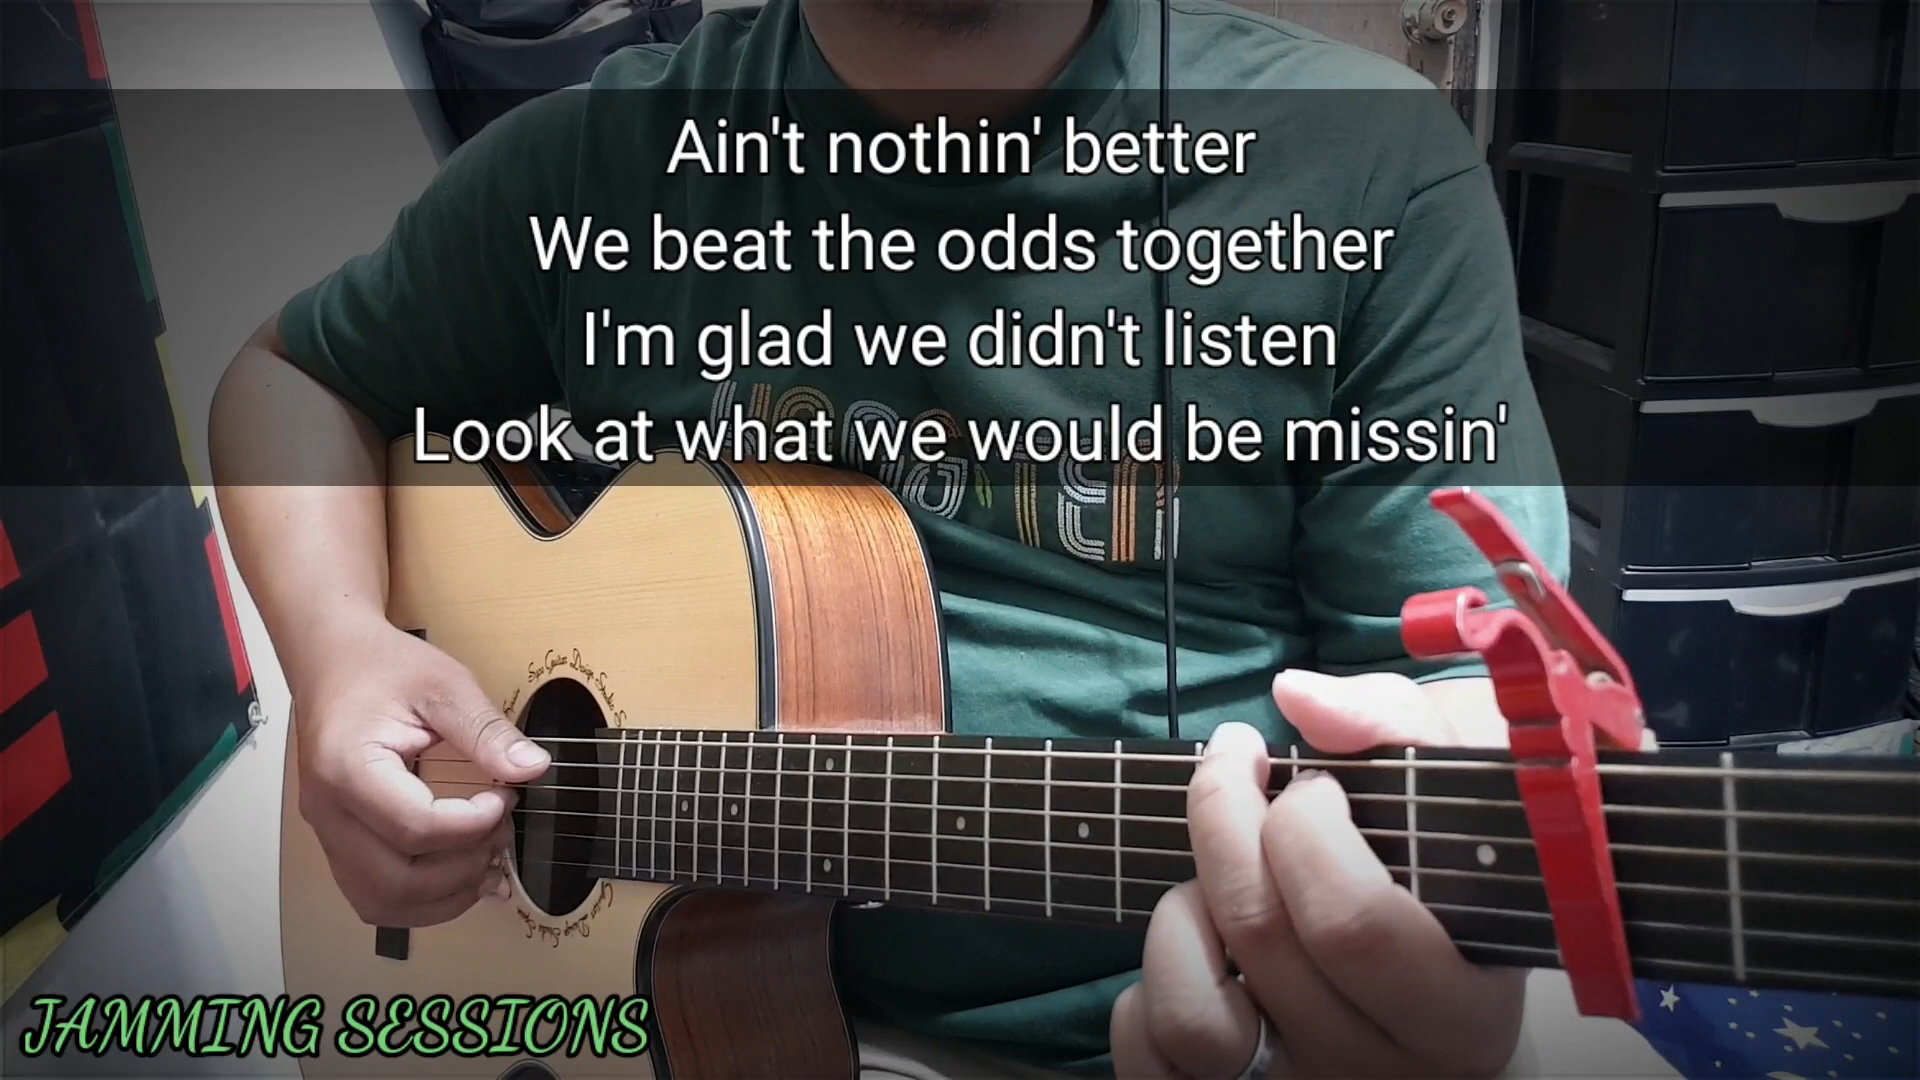 Ain't nothin' better
We beat the odds together
I'm glad we didn't listen
Look at what we would be missin'
JAMMING SESSIONS